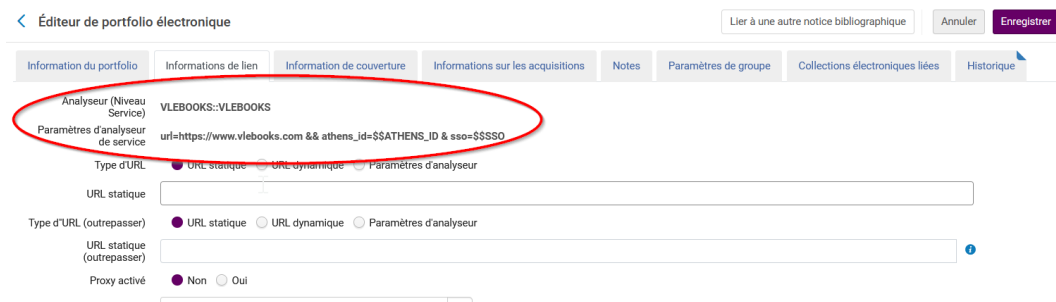 Éditeur de portfolio électronique
Lier à une autre notice bibliographique
Annuler
Enregistrer
Information du portfolio
Informations de lien
Information de couverture
Informations sur les acquisitions
Notes
Paramètres de groupe
Collections électroniques liées
Historique
Analyseur (Niveau
Service)
VLEBOOKS::VLEBOOKS
Paramètres d'analyseur
de service
url=https://www.vlebooks.com && athens_id=$$ATHENS_ID & sso=$$SSO
Type d'URL
URL statique
URL dynamique
Paramètres d'analyseur
URL statique
Type d''URL (outrepasser)
URL statique
URL dynamique
Paramètres d'analyseur
URL statique
(outrepasser)
Proxy activé
Non
Oui